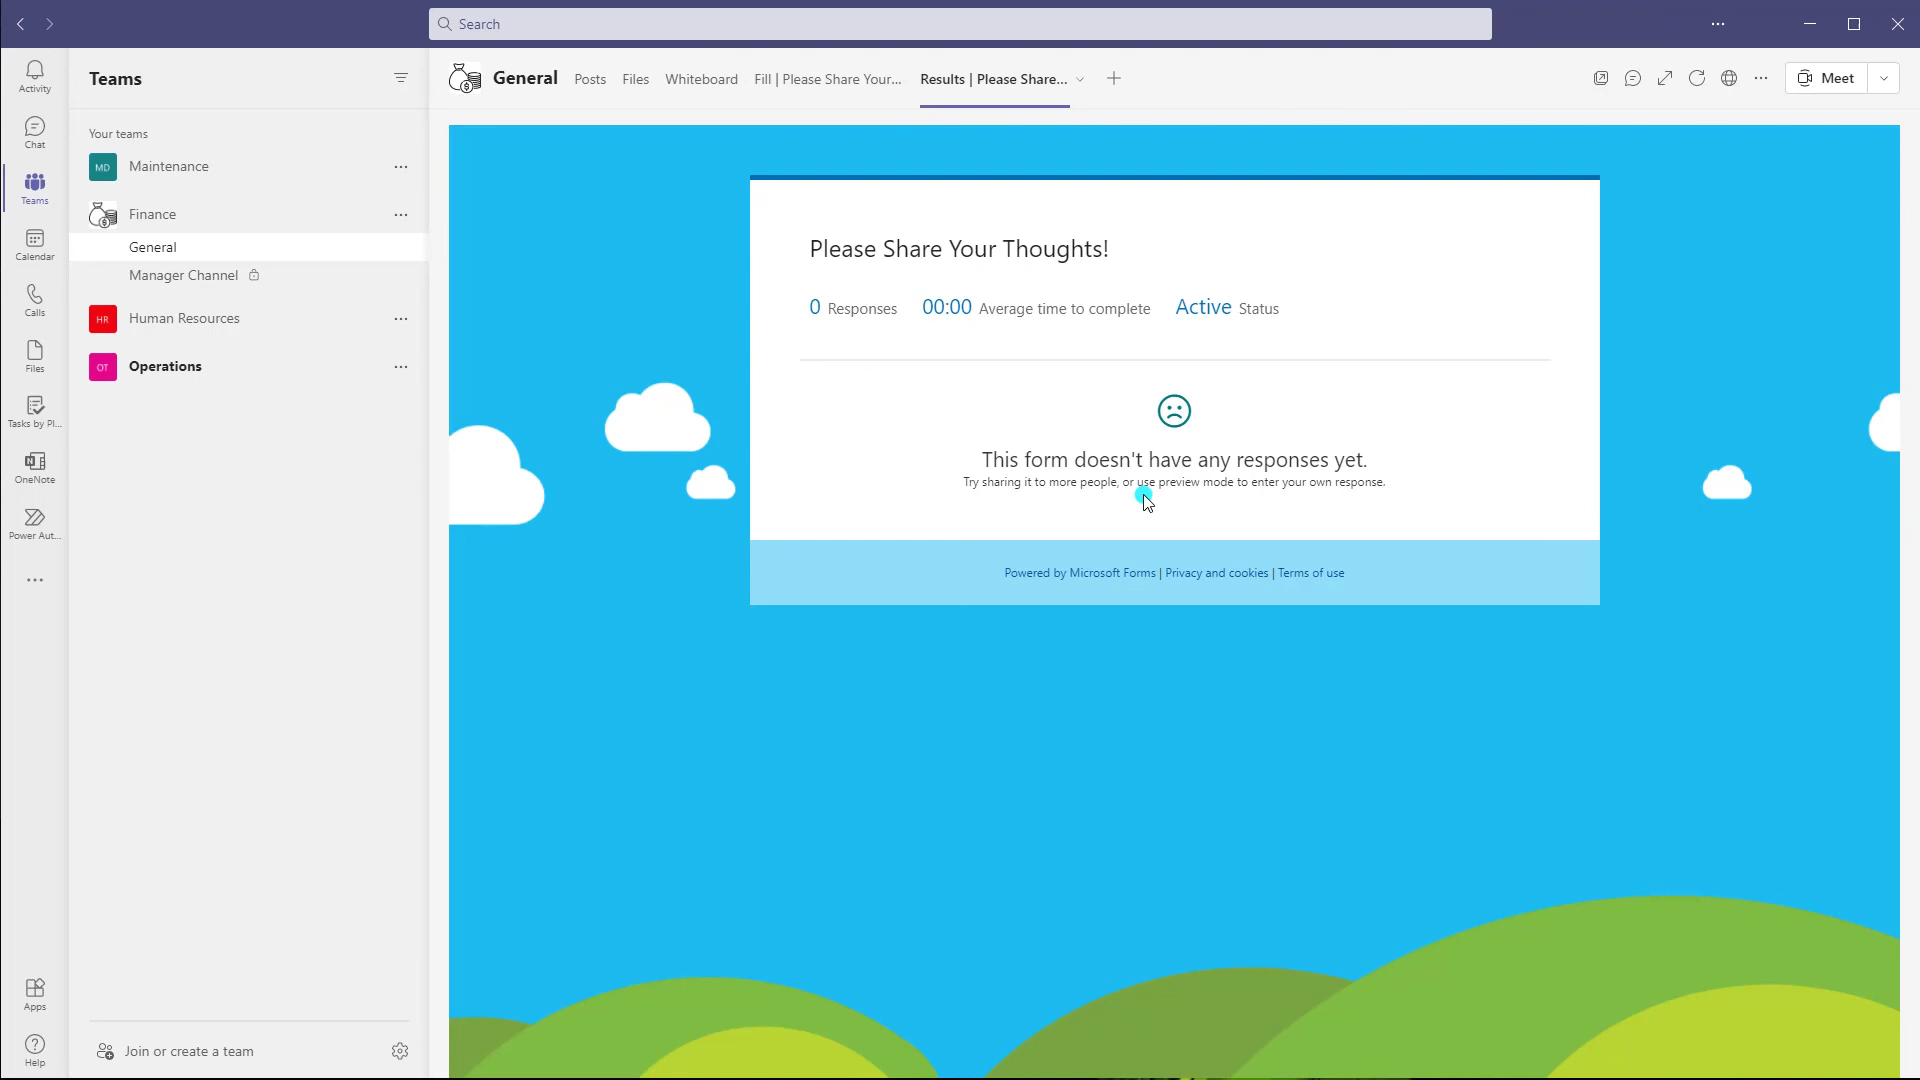 Search
Activity
Chat
Teams
Calendar
Calls
Files
Tasks by Pl...
OneNote
Power Aut...
Apps
Help
Teams
Your teams
MD Maintenance
Finance
General
Manager Channel
HR Human Resources
OT Operations
Join or create a team
General Posts Files Whiteboard Fill | Please Share Your... Results | Please Share... Meet
Please Share Your Thoughts!
0 Responses 00:00 Average time to complete Active Status
This form doesn't have any responses yet.
Try sharing it to more people, or use preview mode to enter your own response.
Powered by Microsoft Forms | Privacy and cookies | Terms of use